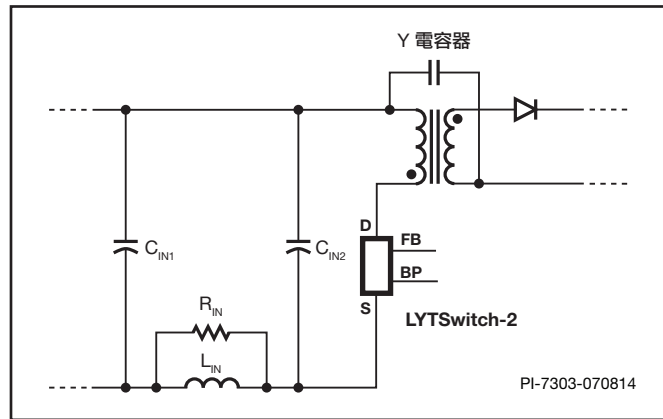 Y 電容器
D
FB
BP
S
LYTSwitch-2
C_IN1
C_IN2
R_IN
L_IN
PI-7303-070814